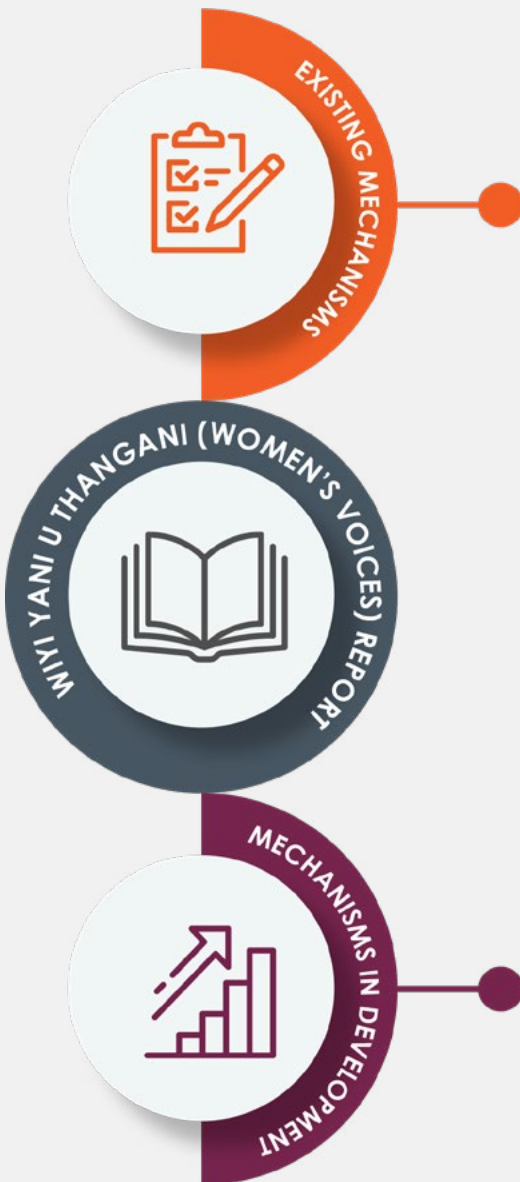 EXISTING MECHANISMS
WIYI YANI U THANGANI (WOMEN'S VOICES) REPORT
MECHANISMS IN DEVELOPMENT